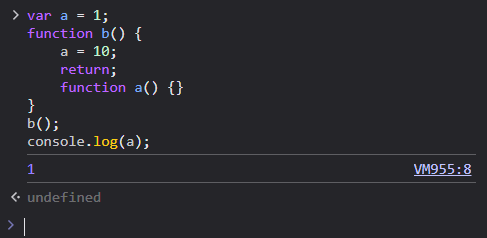 > var a = 1;
function b() {
    a = 10;
    return;
    function a() {}
}
b();
console.log(a);
1 VM955:8
undefined
>